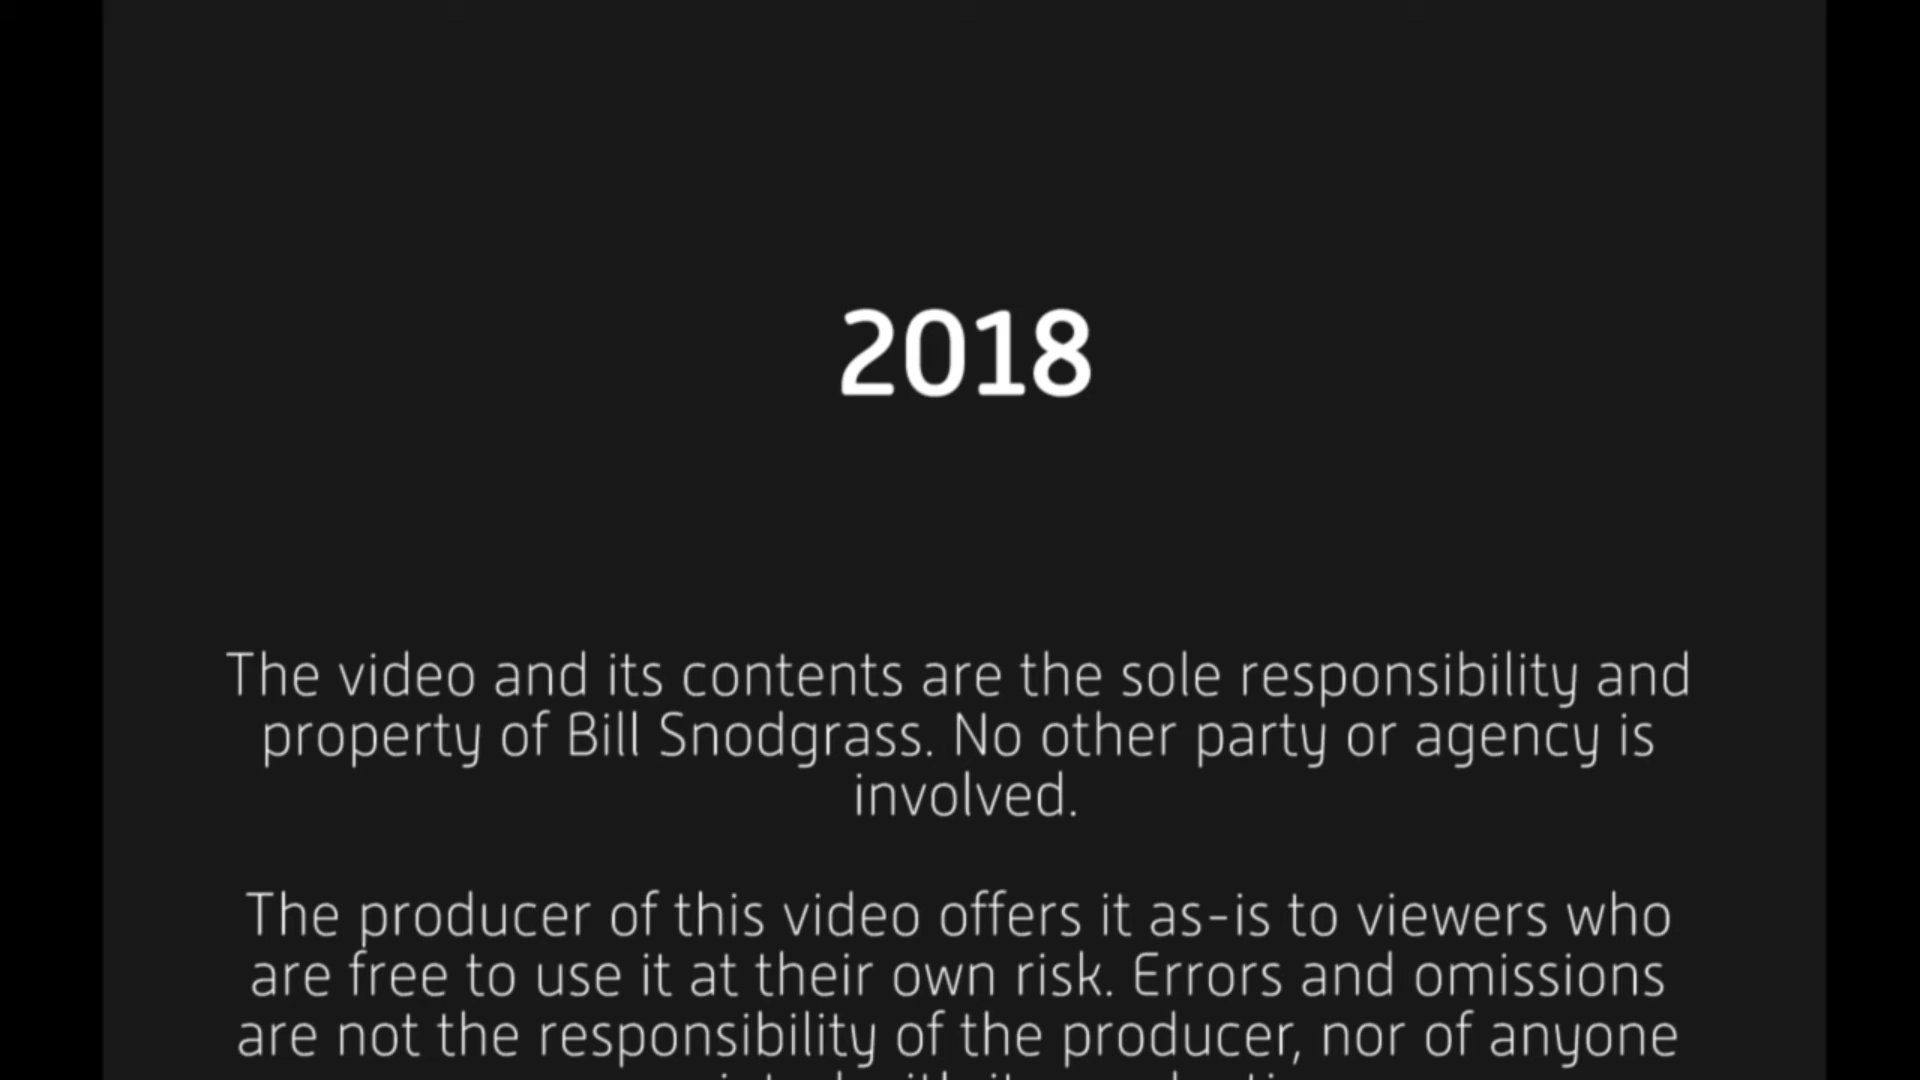 2018
The video and its contents are the sole responsibility and
property of Bill Snodgrass. No other party or agency is
involved.
The producer of this video offers it as-is to viewers who
are free to use it at their own risk. Errors and omissions
are not the responsibility of the producer, nor of anyone